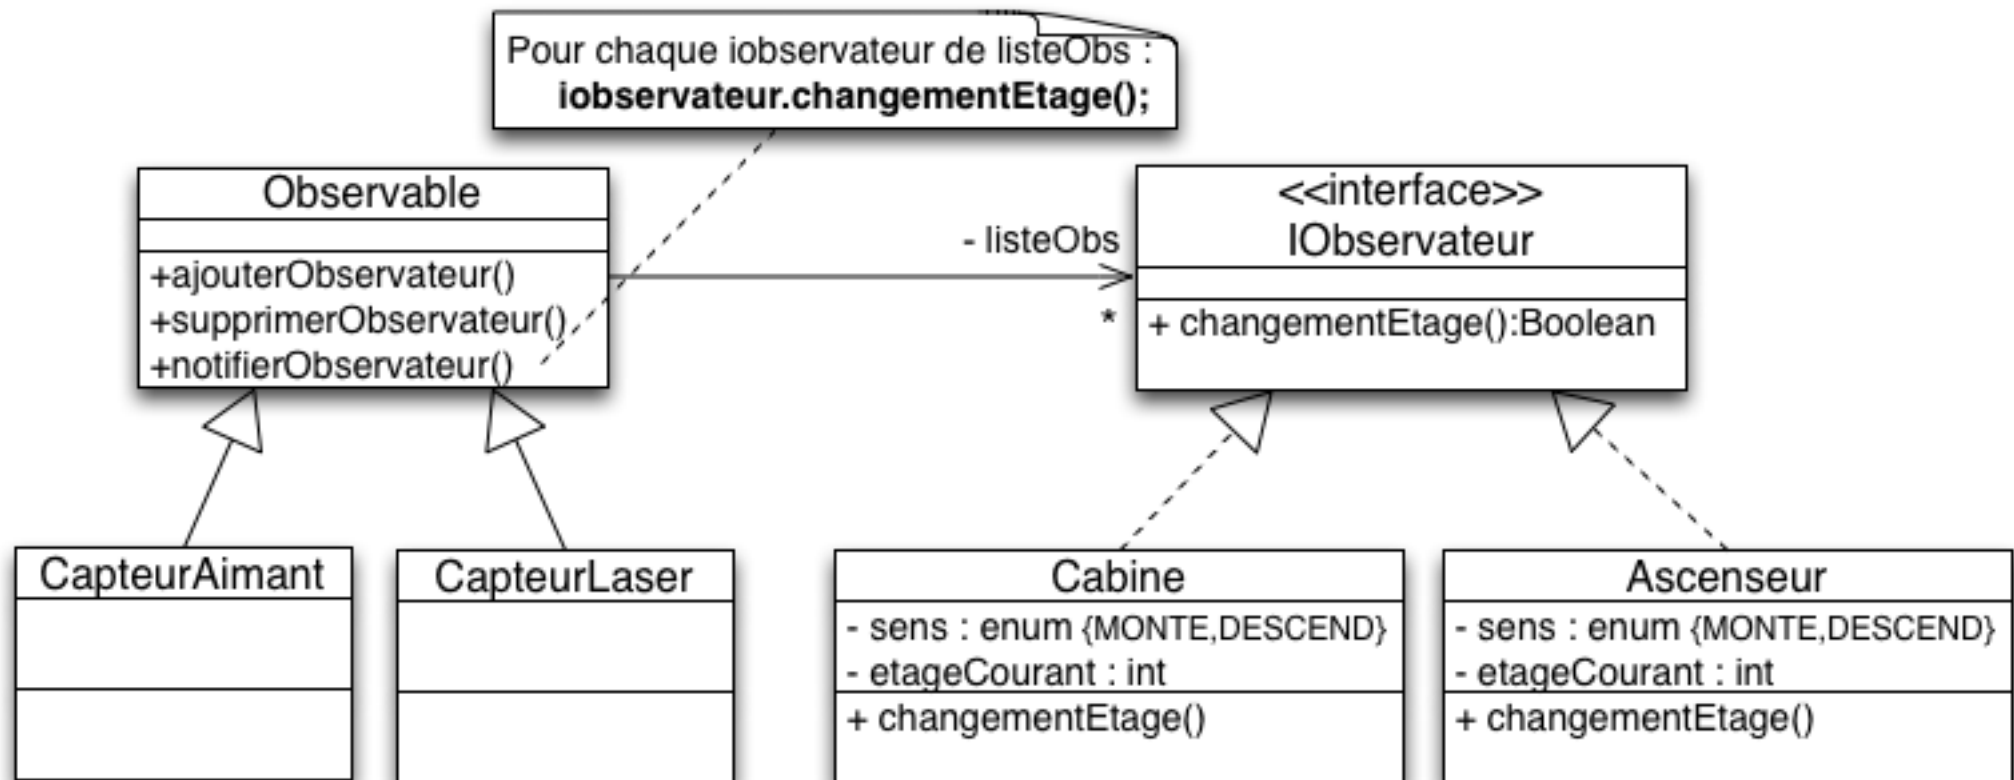 Pour chaque iobservateur de listeObs :
iobservateur.changementEtage();
Observable
+ajouterObservateur()
+supprimerObservateur()
+notifierObservateur()
- listeObs
*
<<interface>>
IObservateur
+ changementEtage():Boolean
CapteurAimant
CapteurLaser
Cabine
- sens : enum {MONTE,DESCEND}
- etageCourant : int
+ changementEtage()
Ascenseur
- sens : enum {MONTE,DESCEND}
- etageCourant : int
+ changementEtage()